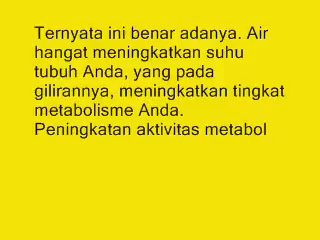 Ternyata ini benar adanya. Air
hangat meningkatkan suhu
tubuh Anda, yang pada
gilirannya, meningkatkan tingkat
metabolisme Anda.
Peningkatan aktivitas metabol